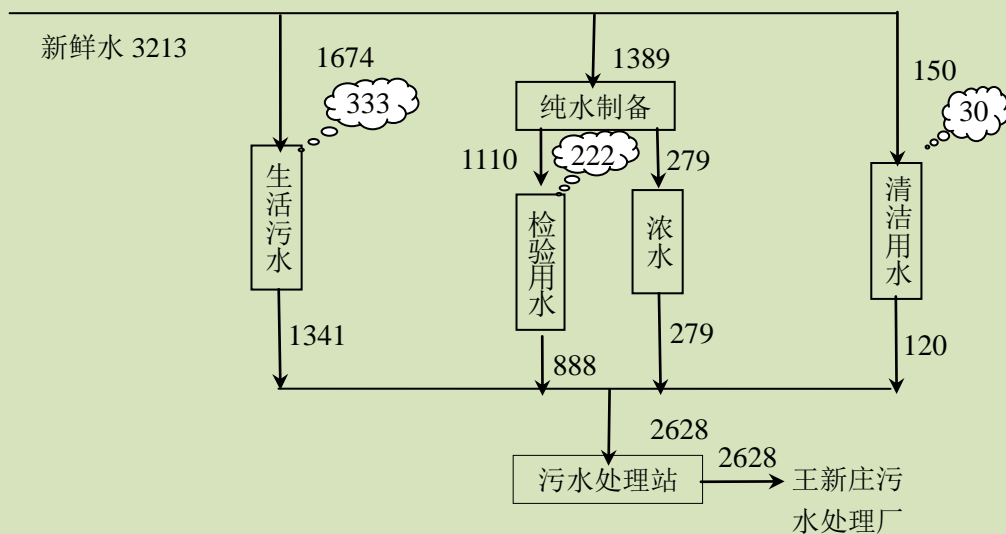 新鲜水 3213
1674
333
生活污水
1341
1389
纯水制备
1110
222
279
检验用水
浓水
888
279
150
30
清洁用水
120
2628
污水处理站
2628
王新庄污
水处理厂